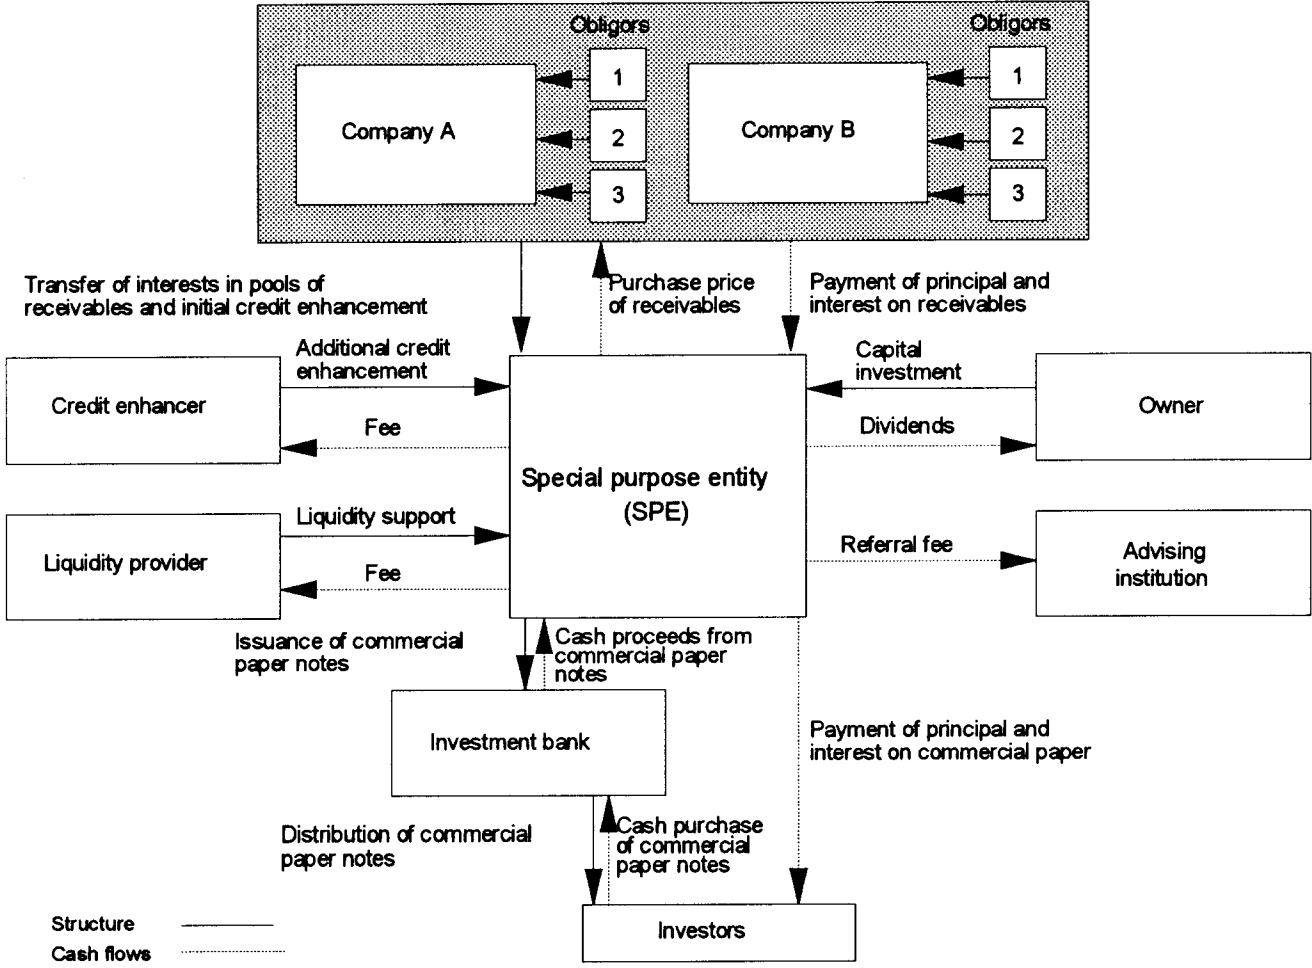 Obligors
Obligors
1
1
Company A
Company B
2
2
3
3
Transfer of interests in pools of
receivables and initial credit enhancement
Purchase price
of receivables
Payment of principal and
interest on receivables
Additional credit
enhancement
Capital
investment
Credit enhancer
Owner
Fee
Dividends
Special purpose entity
(SPE)
Liquidity support
Liquidity provider
Referral fee
Advising
institution
Fee
Issuance of commercial
paper notes
Cash proceeds from
commercial paper
notes
Investment bank
Payment of principal and
interest on commercial paper
Distribution of commercial
paper notes
Cash purchase
of commercial
paper notes
Structure
Cash flows
Investors